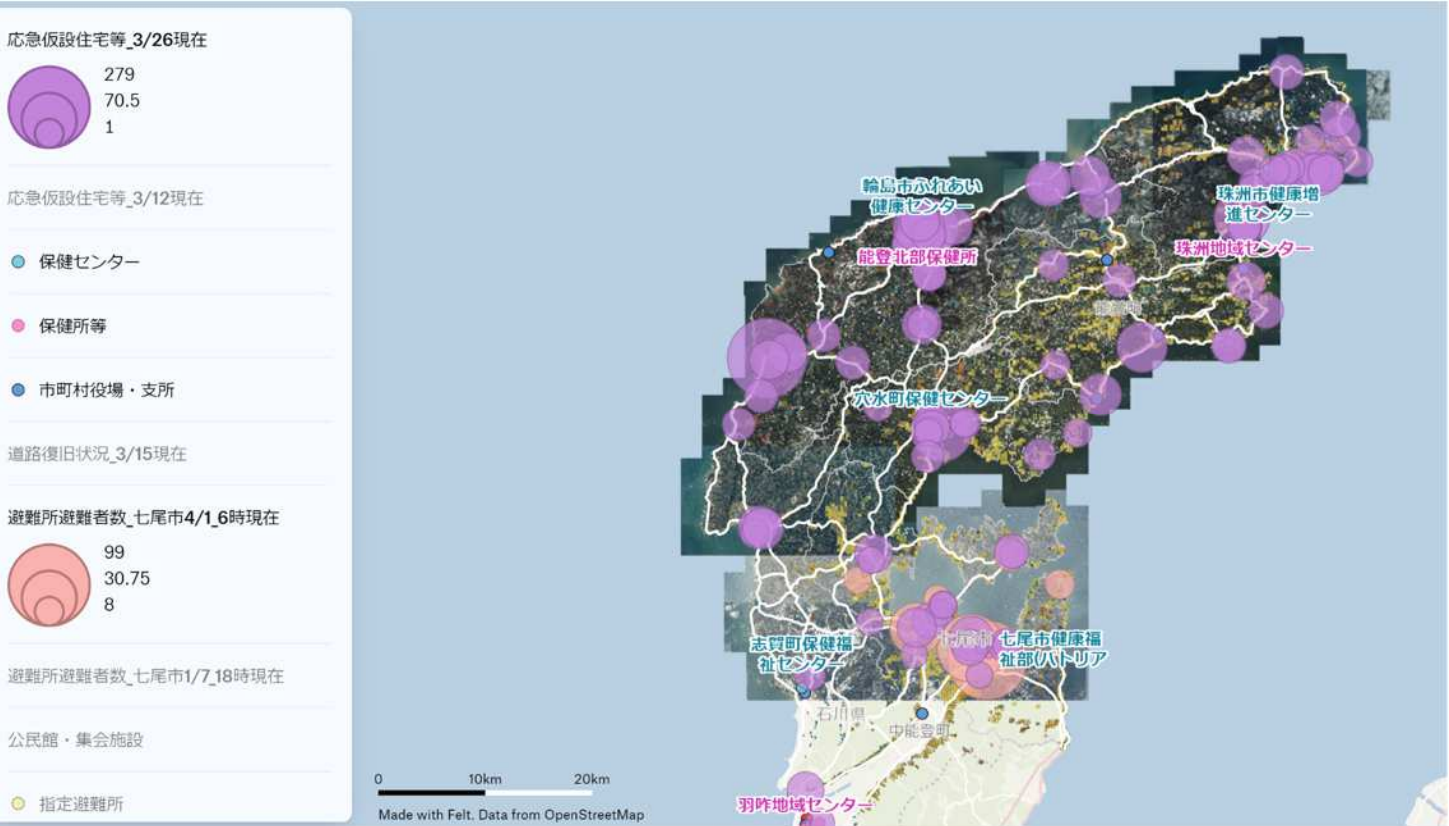 応急仮設住宅等_3/26現在
279
70.5
1
応急仮設住宅等_3/12現在
保健センター
保健所等
市町村役場・支所
道路復旧状況_3/15現在
避難所避難者数_七尾市4/1_6時現在
99
30.75
8
避難所避難者数_七尾市1/7_18時現在
公民館・集会施設
指定避難所
輪島市ふれあい
健康センター
能登北部保健所
珠洲市健康増
進センター
珠洲地域センター
能登町
穴水町保健センター
七尾市
七尾市健康福
祉部(パトリア
志賀町保健福
祉センター
石川県
中能登町
羽咋地域センター
0 10km 20km
Made with Felt. Data from OpenStreetMap